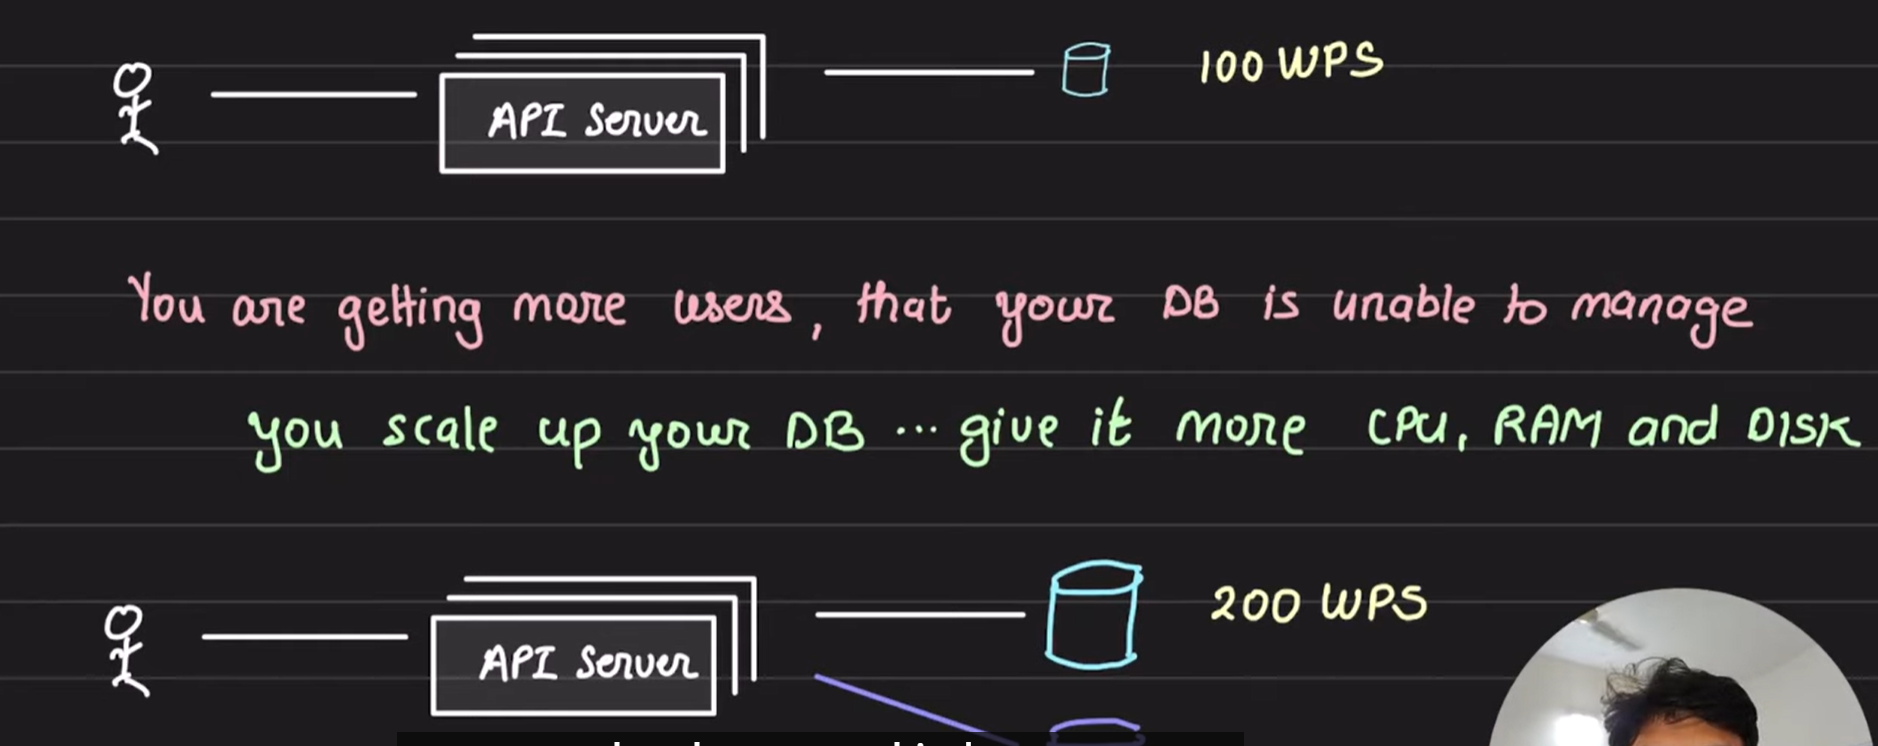 100 WPS
API Server
You are getting more users, that your DB is unable to manage
you scale up your DB ... give it more CPU, RAM and DISK
200 WPS
API Server